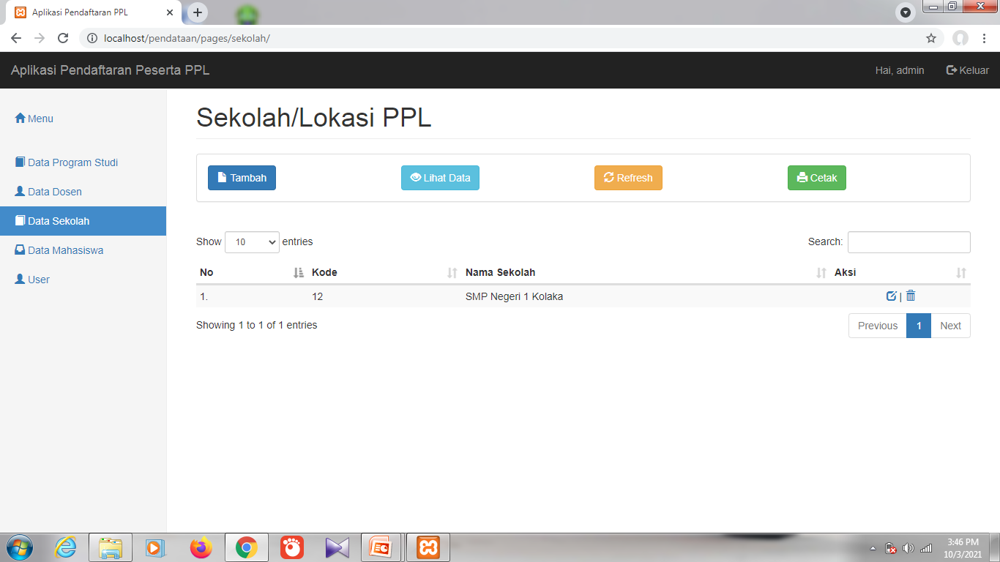 Aplikasi Pendaftaran PPL
localhost/pendataan/pages/sekolah/
Aplikasi Pendaftaran Peserta PPL
Hai, admin
Keluar
Menu
Data Program Studi
Data Dosen
Data Sekolah
Data Mahasiswa
User
Sekolah/Lokasi PPL
Tambah Lihat Data Refresh Cetak
Show 10 entries
Search:
No Kode Nama Sekolah Aksi
1. 12 SMP Negeri 1 Kolaka |
Showing 1 to 1 of 1 entries
Previous 1 Next
3:46 PM
10/3/2021